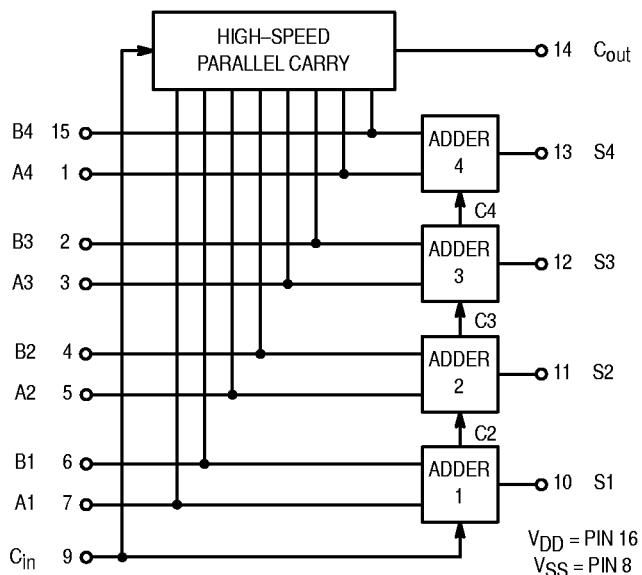 HIGH–SPEED
PARALLEL CARRY
14 Cout
B4 15
ADDER
4
13 S4
A4 1
C4
B3 2
ADDER
3
12 S3
A3 3
C3
B2 4
ADDER
2
11 S2
A2 5
C2
B1 6
ADDER
1
10 S1
A1 7
Cin 9
VDD = PIN 16
VSS = PIN 8